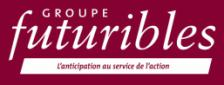 GROUPE
futuribles
L'anticipation au service de l'action